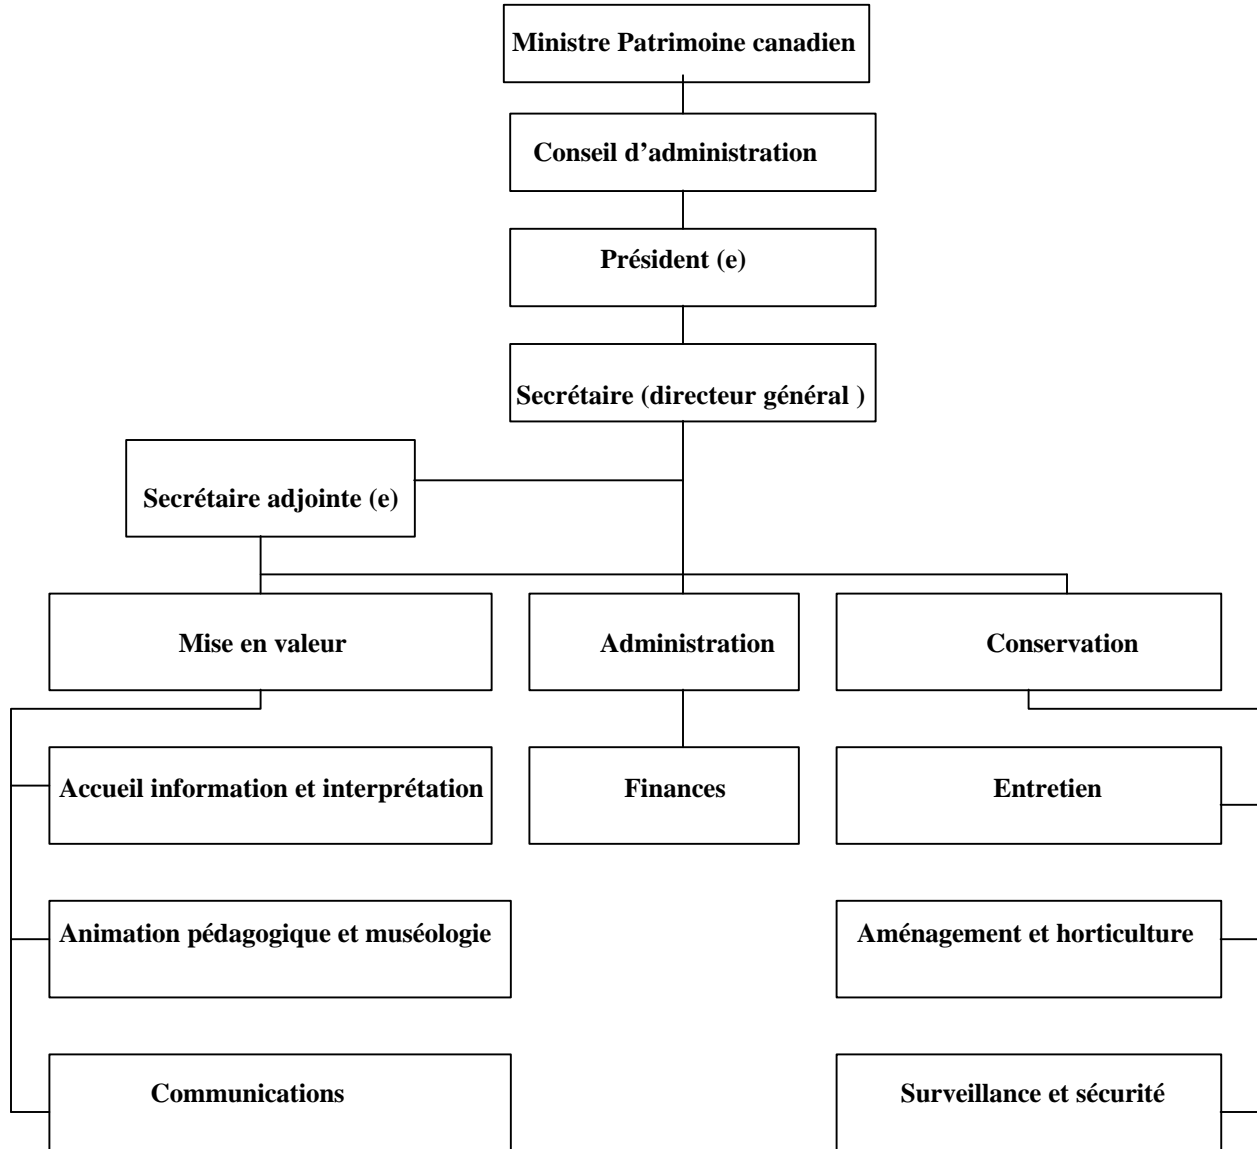 Ministre Patrimoine canadien
Conseil d’administration
Président (e)
Secrétaire (directeur général )
Secrétaire adjointe (e)
Mise en valeur
Administration
Conservation
Accueil information et interprétation
Finances
Entretien
Animation pédagogique et muséologie
Aménagement et horticulture
Communications
Surveillance et sécurité